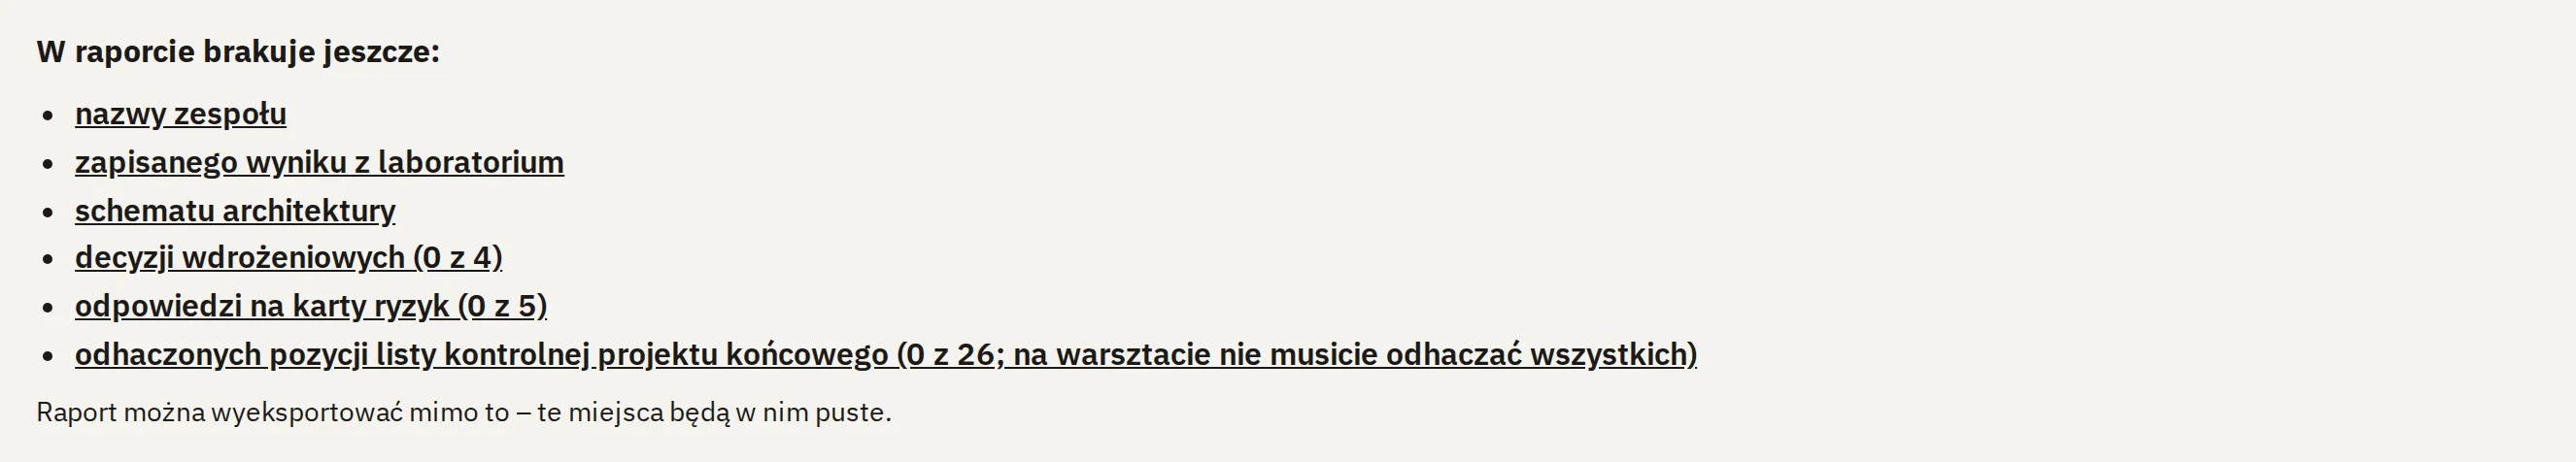 W raporcie brakuje jeszcze:
• nazwy zespołu
• zapisanego wyniku z laboratorium
• schematu architektury
• decyzji wdrożeniowych (0 z 4)
• odpowiedzi na karty ryzyk (0 z 5)
• odhaczonych pozycji listy kontrolnej projektu końcowego (0 z 26; na warsztacie nie musicie odhaczać wszystkich)
Raport można wyeksportować mimo to – te miejsca będą w nim puste.